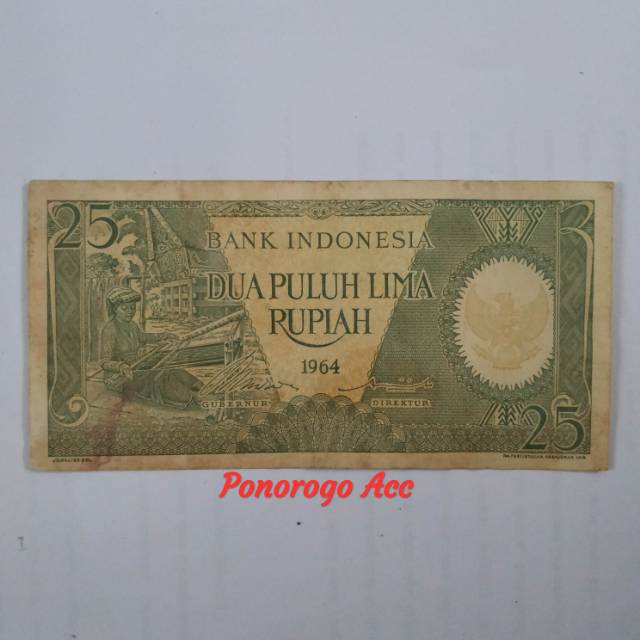 25
BANK INDONESIA
DUA PULUH LIMA
RUPIAH
1964
GUBERNUR DIREKTUR
25
Ponorogo Acc